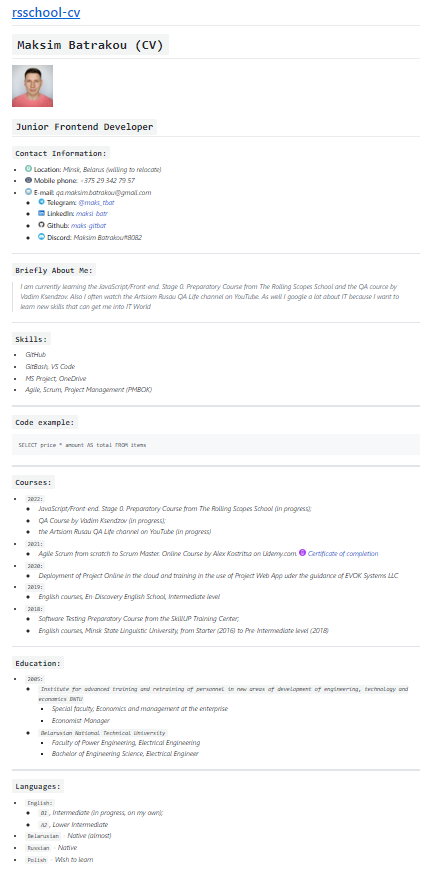 rsschool-cv
Maksim Batrakou (CV)
Junior Frontend Developer
Contact Information:
Location: Minsk, Belarus (willing to relocate)
Mobile phone: +375 29 342 79 57
E-mail: qa.maksim.batrakou@gmail.com
Telegram: @maks_tbat
LinkedIn: maksi-batr
Github: maks-gitbat
Discord: Maksim Batrakou#8082
Briefly About Me:
I am currently learning the JavaScript/Front-end. Stage 0. Preparatory Course from The Rolling Scopes School and the QA cource by
Vadim Ksendzov. Also I often watch the Artsiom Rusau QA Life channel on YouTube. As well I google a lot about IT because I want to
learn new skills that can get me into IT World
Skills:
GitHub
GitBash, VS Code
MS Project, OneDrive
Agile, Scrum, Project Management (PMBOK)
Code example:
SELECT price * amount AS total FROM items
Courses:
2022:
JavaScript/Front-end. Stage 0. Preparatory Course from The Rolling Scopes School (in progress);
QA Course by Vadim Ksendzov (in progress);
the Artsiom Rusau QA Life channel on YouTube (in progress)
2021:
Agile Scrum from scratch to Scrum Master. Online Course by Alex Kostritsa on Udemy.com. Certificate of completion
2020:
Deployment of Project Online in the cloud and training in the use of Project Web App uder the guidance of EVOK Systems LLC
2019:
English courses, En-Discovery English School, Intermediate level
2018:
Software Testing Preparatory Course from the SkillUP Training Center;
English courses, Minsk State Linguistic University, from Starter (2016) to Pre-Intermediate level (2018)
Education:
2005:
Institute for advanced training and retraining of personnel in new areas of development of engineering, technology and
economics BNTU
Special faculty, Economics and management at the enterprise
Economist-Manager
Belarusian National Technical University
Faculty of Power Engineering, Electrical Engineering
Bachelor of Engineering Science, Electrical Engineer
Languages:
English:
B1, Intermediate (in progress, on my own);
A2, Lower Intermediate
Belarusian - Native (almost)
Russian - Native
Polish - Wish to learn